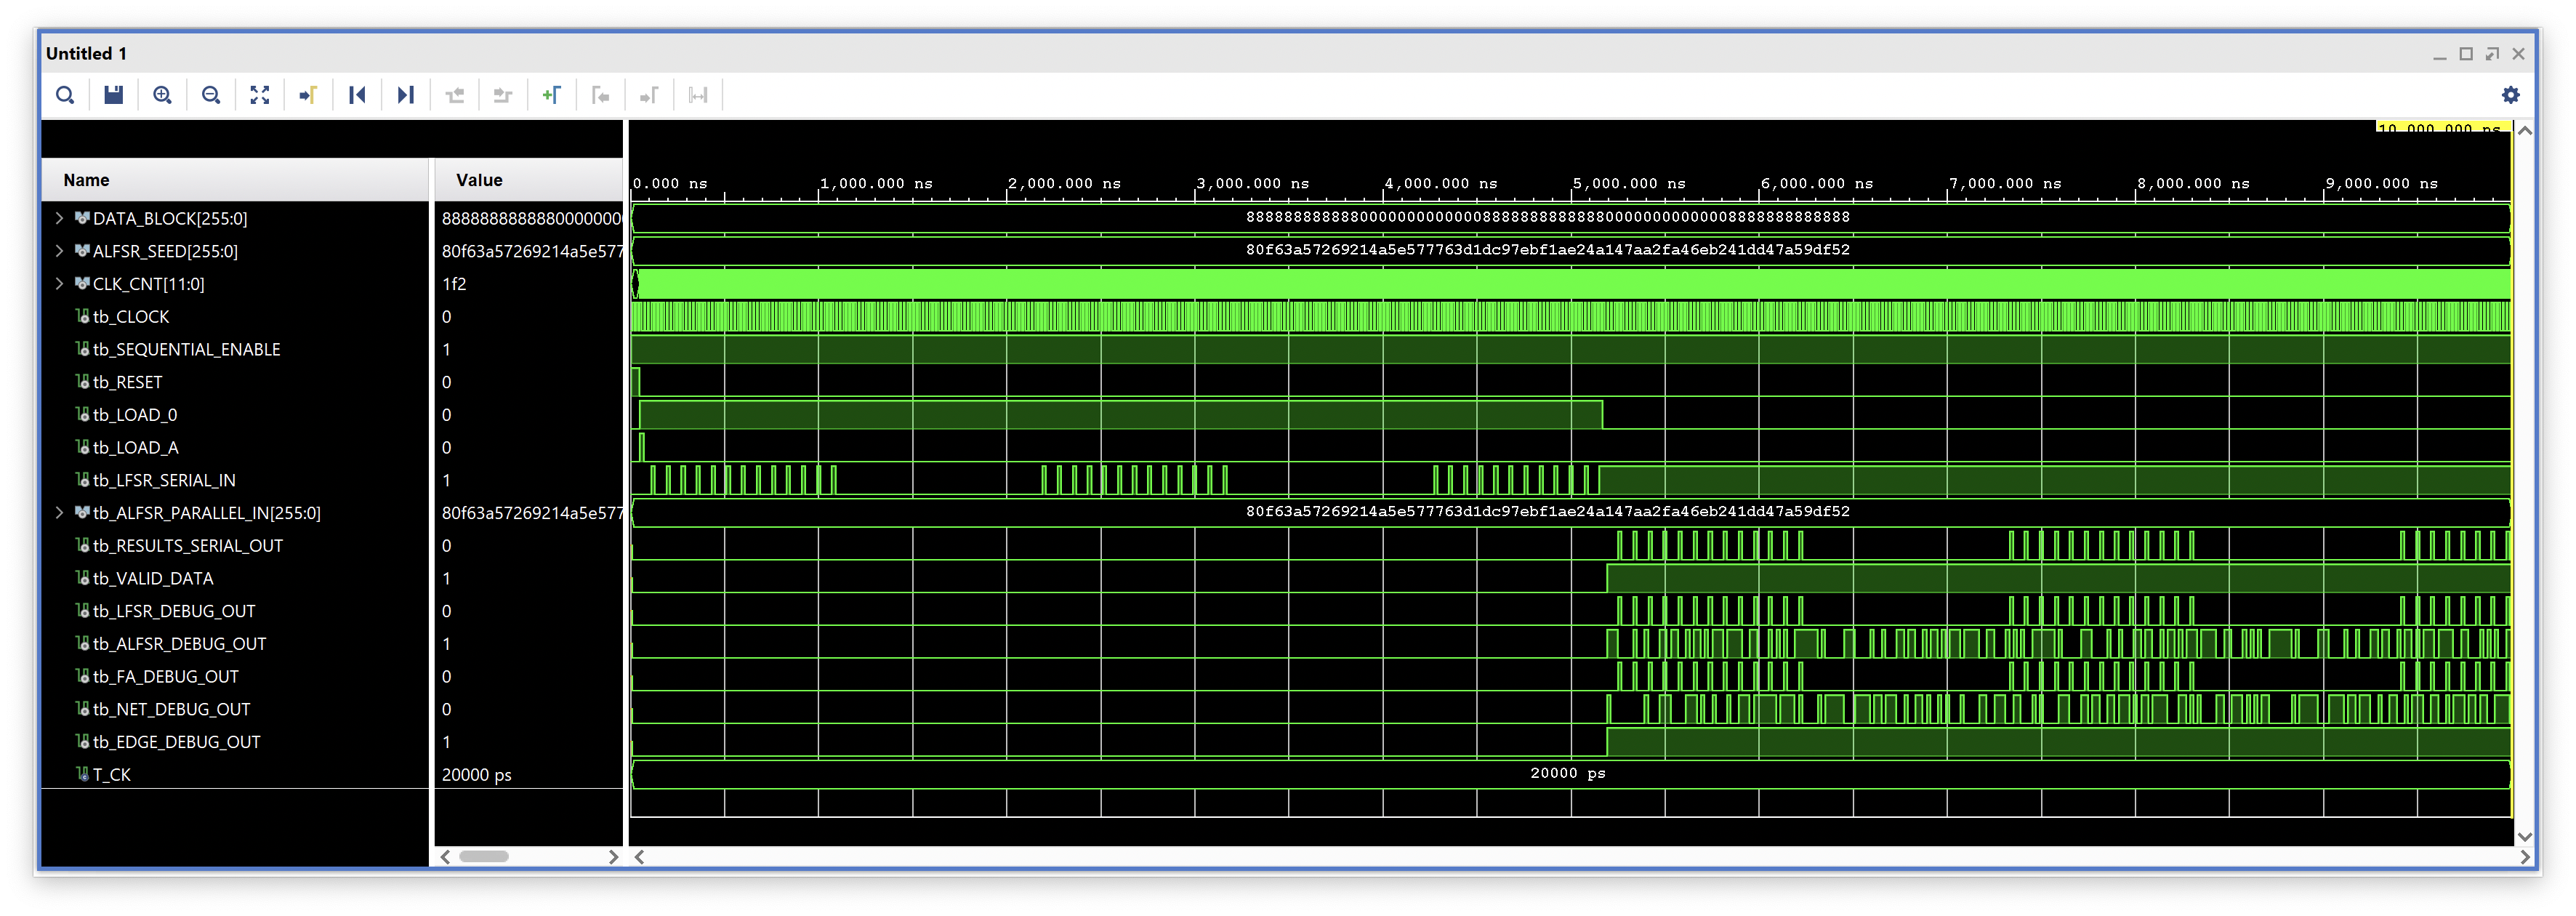 Untitled 1
10,000.000 ns
Name Value
0.000 ns 1,000.000 ns 2,000.000 ns 3,000.000 ns 4,000.000 ns 5,000.000 ns 6,000.000 ns 7,000.000 ns 8,000.000 ns 9,000.000 ns
DATA_BLOCK[255:0] 88888888888880000000
ALFSR_SEED[255:0] 80f63a57269214a5e577 80f63a57269214a5e577763d1dc97ebf1ae24a147aa2fa46eb241dd47a59df52
CLK_CNT[11:0] 1f2
tb_CLOCK 0
tb_SEQUENTIAL_ENABLE 1
tb_RESET 0
tb_LOAD_0 0
tb_LOAD_A 0
tb_LFSR_SERIAL_IN 1
tb_ALFSR_PARALLEL_IN[255:0] 80f63a57269214a5e577 80f63a57269214a5e577763d1dc97ebf1ae24a147aa2fa46eb241dd47a59df52
tb_RESULTS_SERIAL_OUT 0
tb_VALID_DATA 1
tb_LFSR_DEBUG_OUT 0
tb_ALFSR_DEBUG_OUT 1
tb_FA_DEBUG_OUT 0
tb_NET_DEBUG_OUT 0
tb_EDGE_DEBUG_OUT 1
T_CK 20000 ps 20000 ps